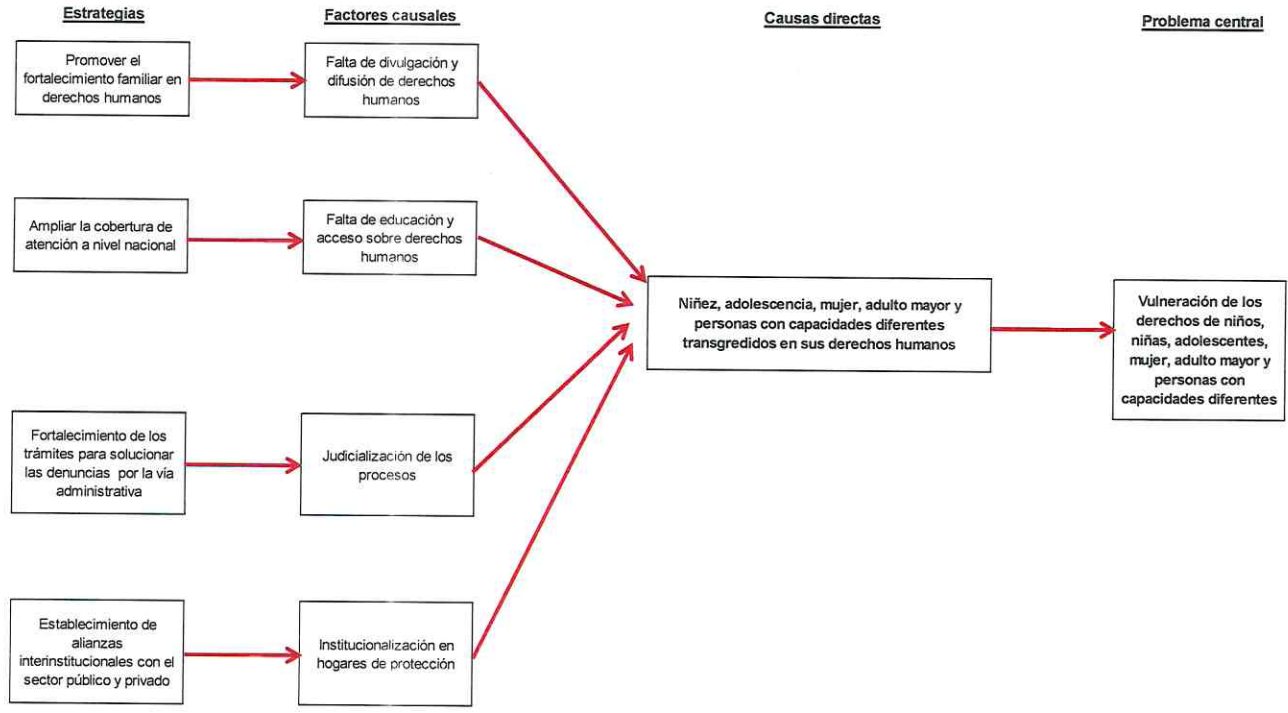 Estrategias
Factores causales
Causas directas
Problema central
Promover el
fortalecimiento familiar en
derechos humanos
Falta de divulgación y
difusión de derechos
humanos
Ampliar la cobertura de
atención a nivel nacional
Falta de educación y
acceso sobre derechos
humanos
Niñez, adolescencia, mujer, adulto mayor y
personas con capacidades diferentes
transgredidos en sus derechos humanos
Vulneración de los
derechos de niños,
niñas, adolescentes,
mujer, adulto mayor y
personas con
capacidades diferentes
Fortalecimiento de los
trámites para solucionar
las denuncias por la vía
administrativa
Judicialización de los
procesos
Establecimiento de
alianzas
interinstitucionales con el
sector público y privado
Institucionalización en
hogares de protección